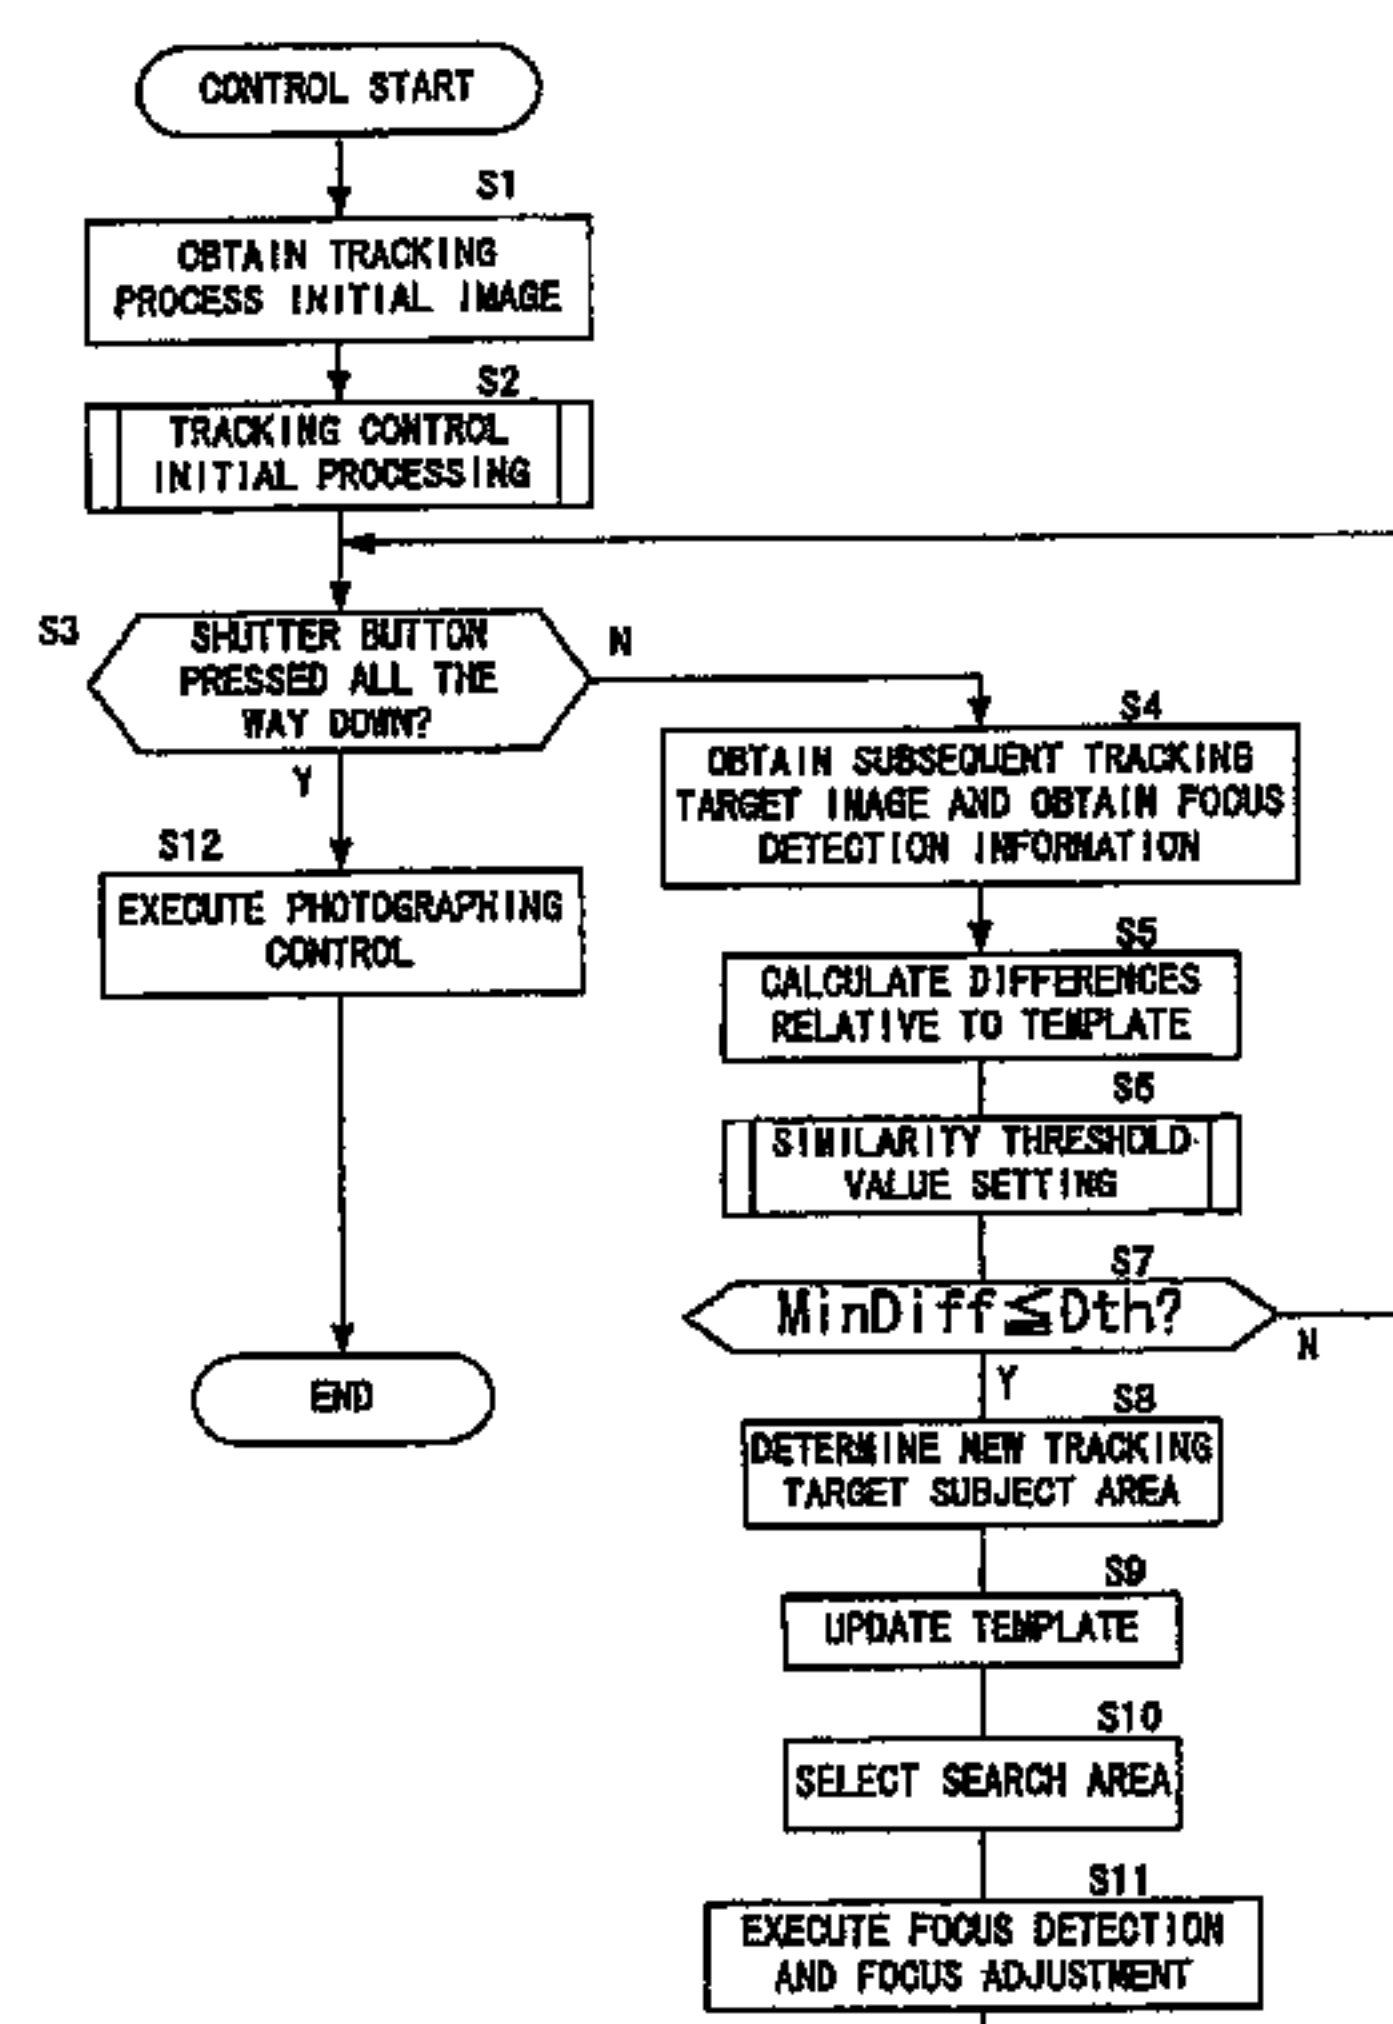 CONTROL START
S1
OBTAIN TRACKING
PROCESS INITIAL IMAGE
S2
TRACKING CONTROL
INITIAL PROCESSING
S3
SHUTTER BUTTON
PRESSED ALL THE
WAY DOWN?
N
Y
S12
EXECUTE PHOTOGRAPHING
CONTROL
END
S4
OBTAIN SUBSEQUENT TRACKING
TARGET IMAGE AND OBTAIN FOCUS
DETECTION INFORMATION
S5
CALCULATE DIFFERENCES
RELATIVE TO TEMPLATE
S6
SIMILARITY THRESHOLD
VALUE SETTING
S7
MinDiff≦Dth?
N
Y
S8
DETERMINE NEW TRACKING
TARGET SUBJECT AREA
S9
UPDATE TEMPLATE
S10
SELECT SEARCH AREA
S11
EXECUTE FOCUS DETECTION
AND FOCUS ADJUSTMENT